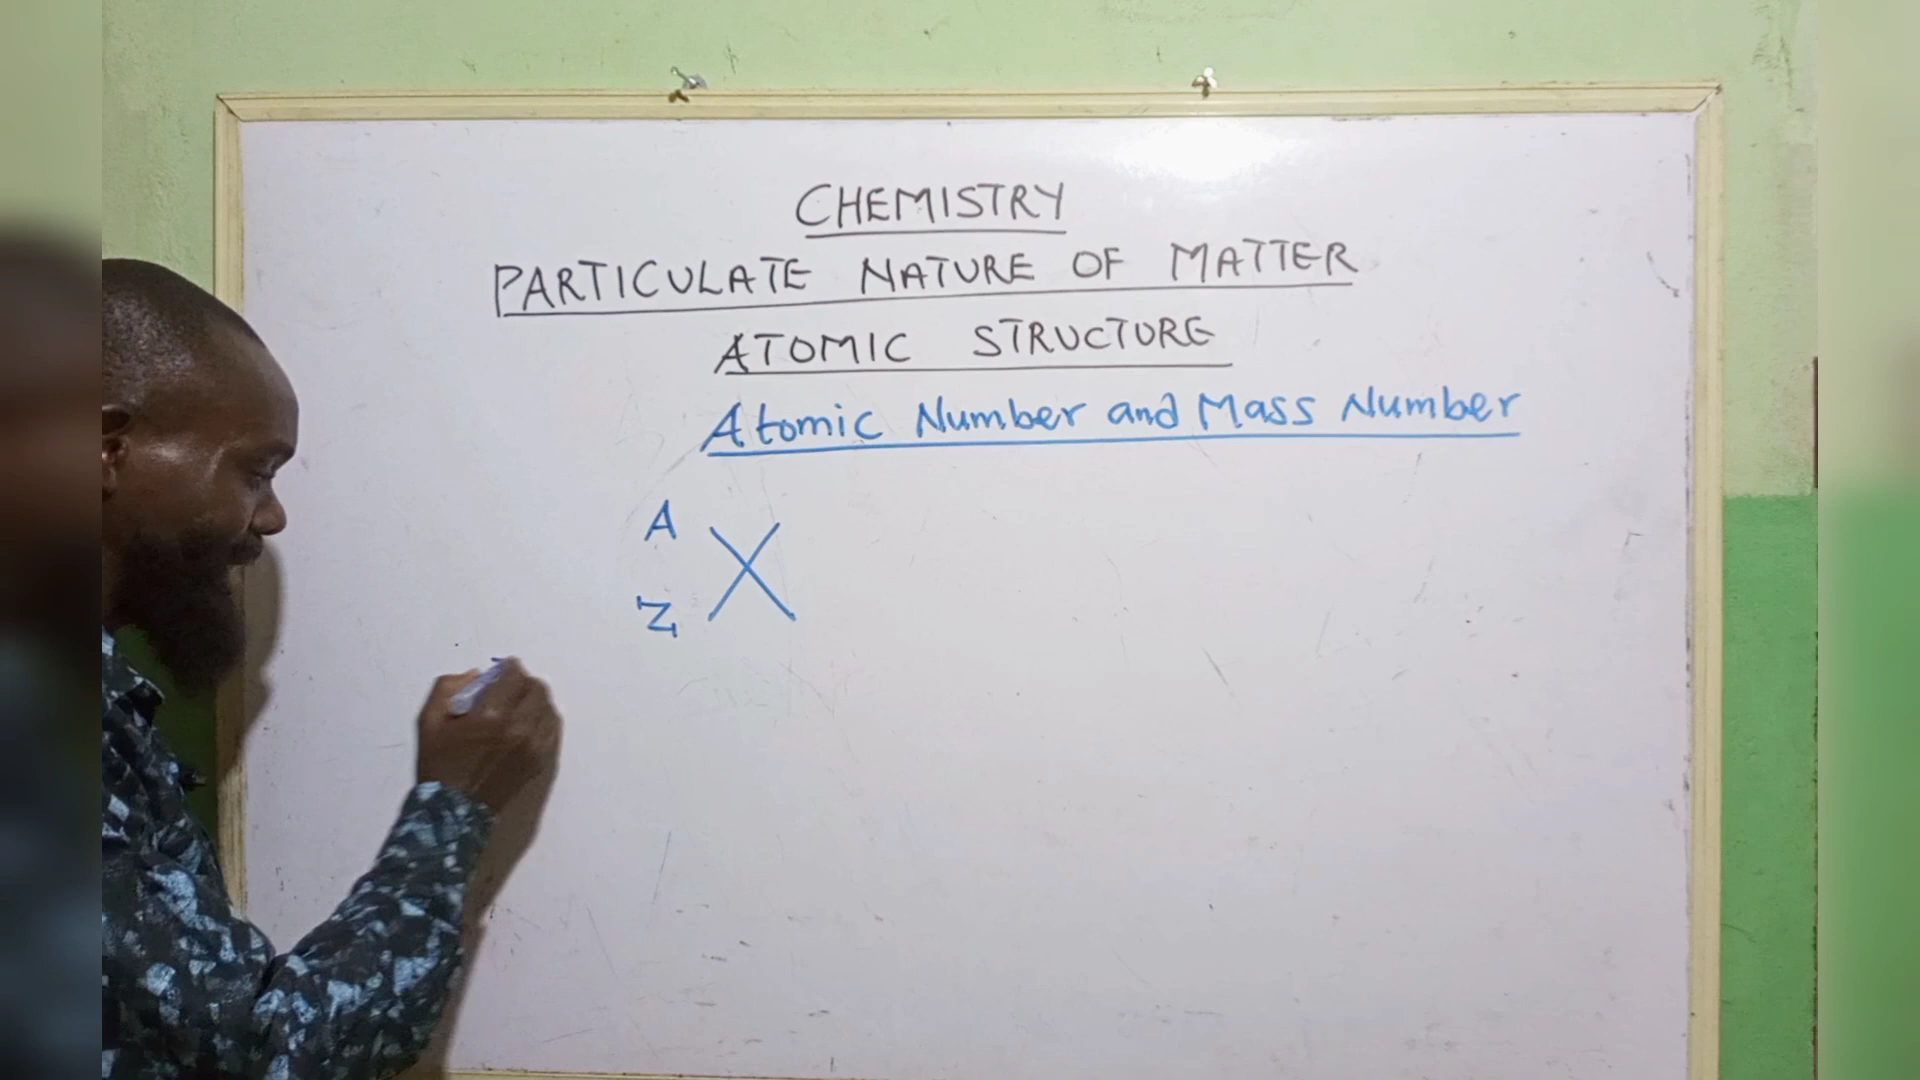 CHEMISTRY
PARTICULATE NATURE OF MATTER
ATOMIC STRUCTURE
Atomic Number and Mass Number
A X
Z